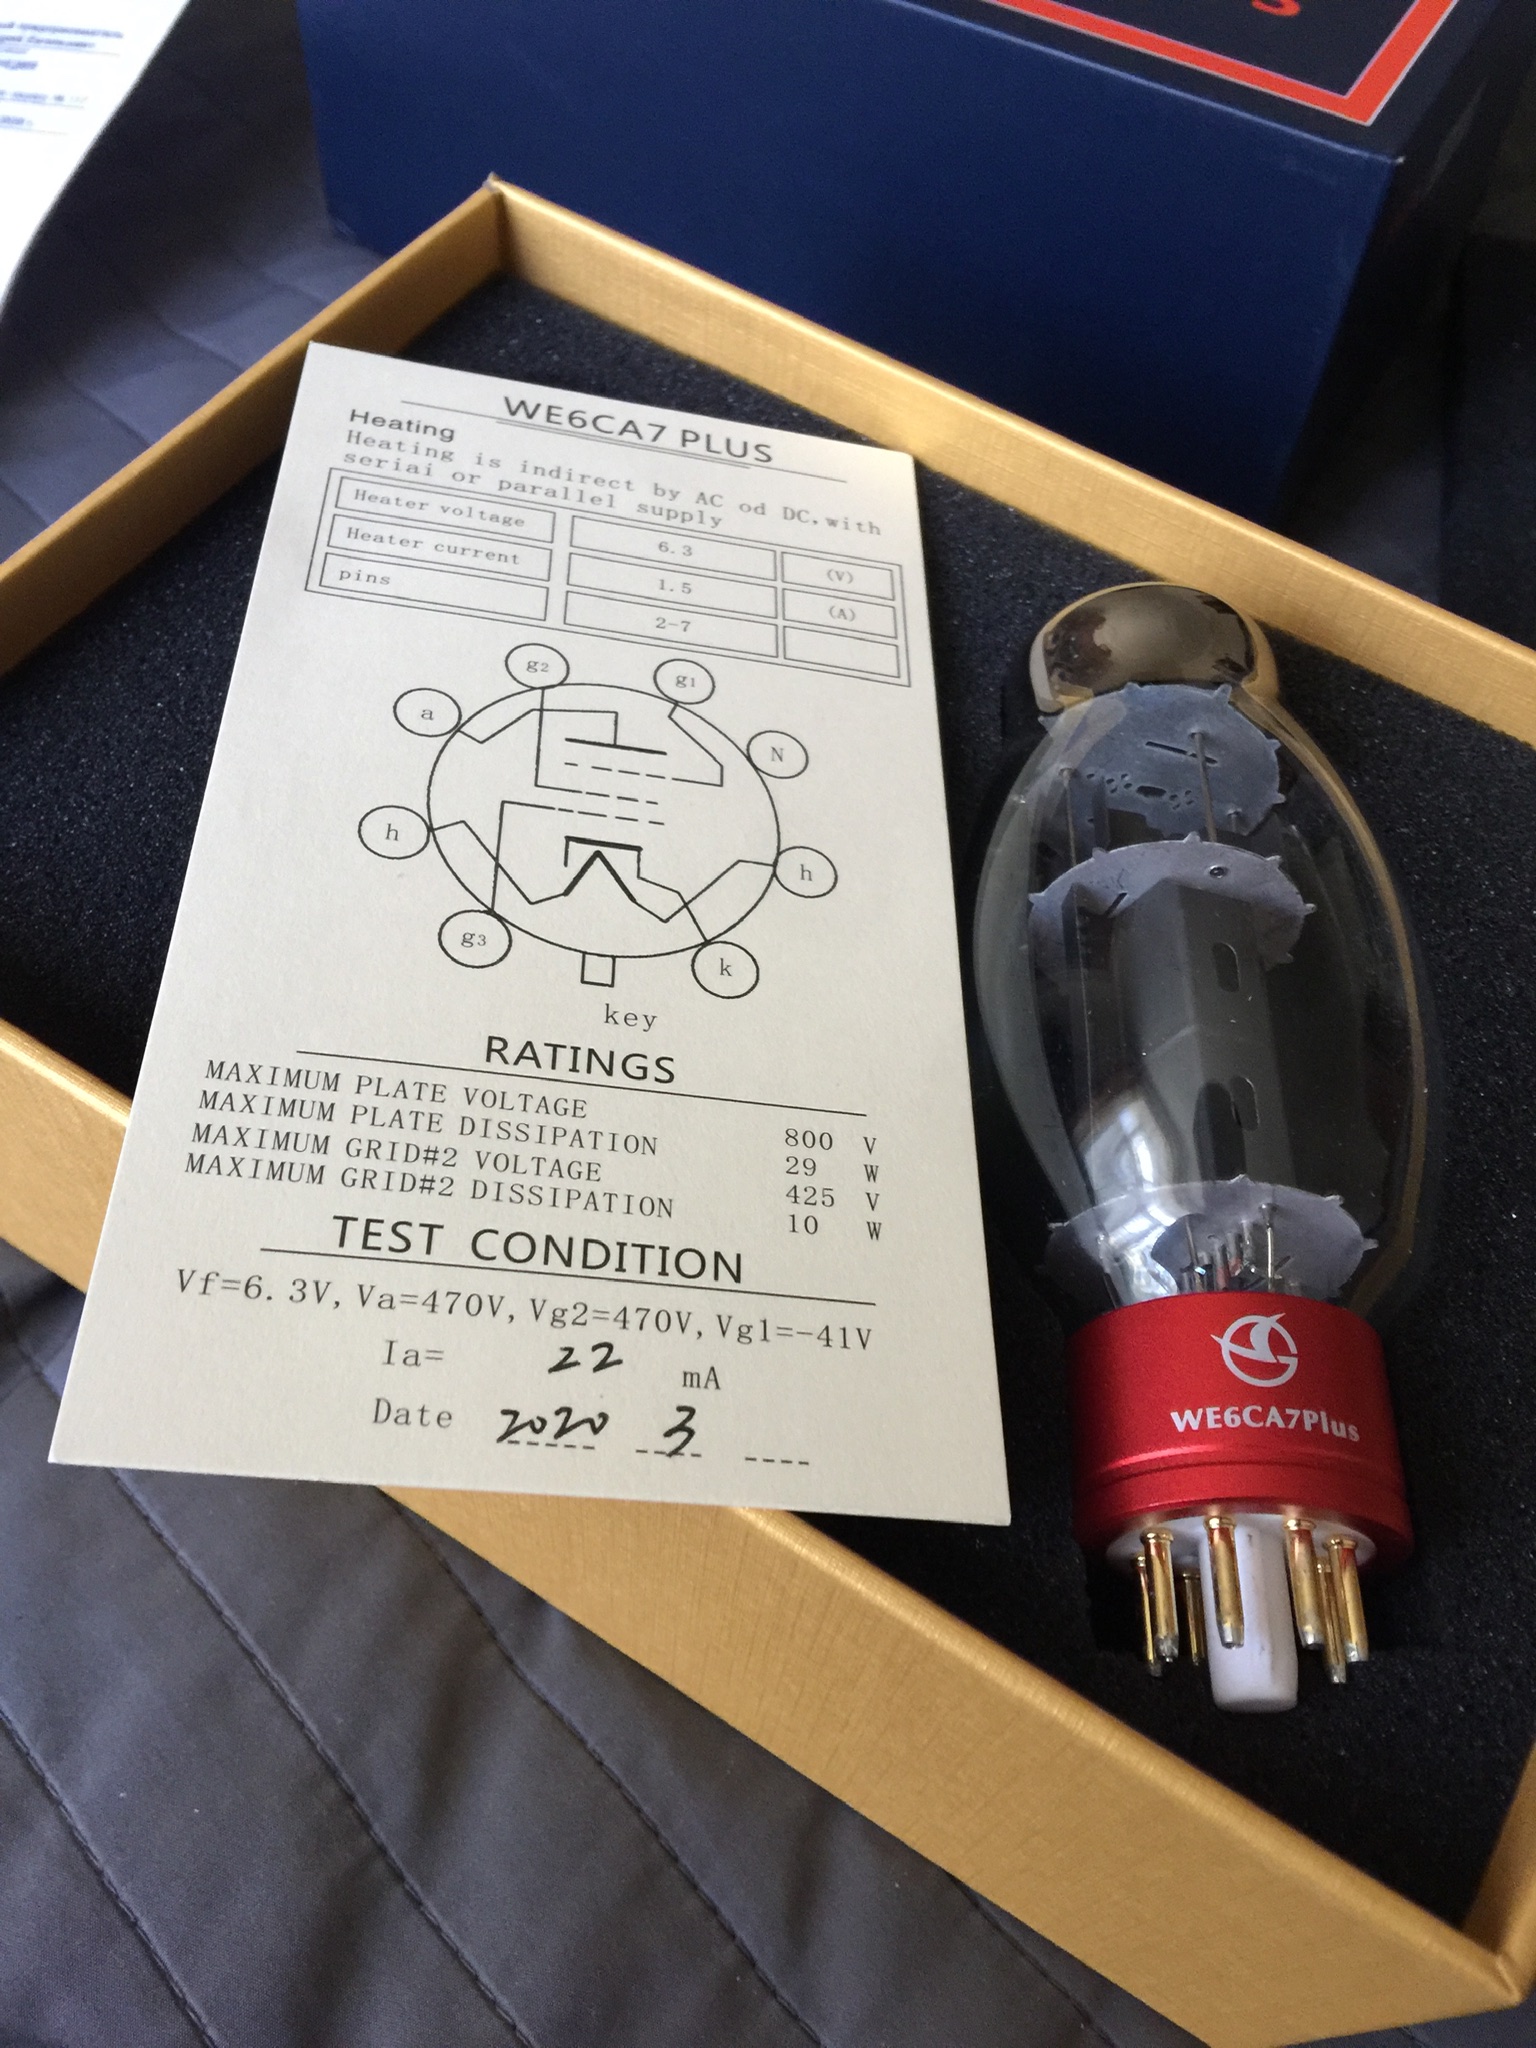 WE6CA7 PLUS
Heating
Heating is indirect by AC od DC,with
seriai or parallel supply
Heater voltage 6.3 (V)
Heater current 1.5 (A)
pins 2-7
g2
g1
a
N
h
h
g3
k
key
RATINGS
MAXIMUM PLATE VOLTAGE 800 V
MAXIMUM PLATE DISSIPATION 29 W
MAXIMUM GRID#2 VOLTAGE 425 V
MAXIMUM GRID#2 DISSIPATION 10 W
TEST CONDITION
Vf=6.3V, Va=470V, Vg2=470V, Vg1=-41V
Ia= 22 mA
Date 2020 3
WE6CA7Plus